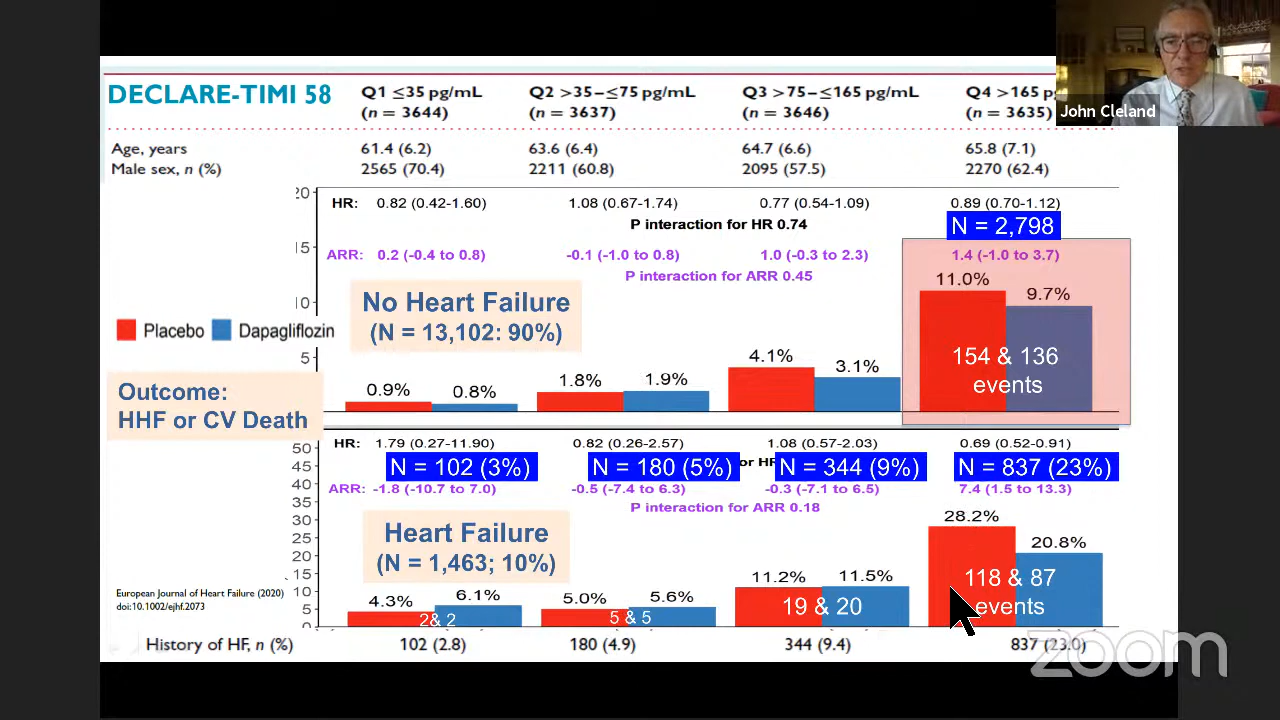 John Cleland
DECLARE-TIMI 58
Q1 ≤35 pg/mL Q2 >35–≤75 pg/mL Q3 >75–≤165 pg/mL Q4 >165
(n = 3644) (n = 3637) (n = 3646) (n = 3635)
Age, years 61.4 (6.2) 63.6 (6.4) 64.7 (6.6) 65.8 (7.1)
Male sex, n (%) 2565 (70.4) 2211 (60.8) 2095 (57.5) 2270 (62.4)
20
HR: 0.82 (0.42-1.60) 1.08 (0.67-1.74) 0.77 (0.54-1.09) 0.89 (0.70-1.12)
P interaction for HR 0.74
N = 2,798
15
ARR: 0.2 (-0.4 to 0.8) -0.1 (-1.0 to 0.8) 1.0 (-0.3 to 2.3) 1.4 (-1.0 to 3.7)
P interaction for ARR 0.45
11.0%
9.7%
10
No Heart Failure
(N = 13,102: 90%)
Placebo Dapagliflozin
5
4.1%
3.1%
154 & 136
events
0.9% 0.8% 1.8% 1.9%
Outcome:
HHF or CV Death
HR: 1.79 (0.27-11.90) 0.82 (0.26-2.57) 1.08 (0.57-2.03) 0.69 (0.52-0.91)
50
N = 102 (3%) N = 180 (5%) or HR N = 344 (9%) N = 837 (23%)
45
ARR: -1.8 (-10.7 to 7.0) -0.5 (-7.4 to 6.3) -0.3 (-7.1 to 6.5) 7.4 (1.5 to 13.3)
40
P interaction for ARR 0.18
35
28.2%
30
Heart Failure
(N = 1,463; 10%)
25
20.8%
20
15
11.2% 11.5%
118 & 87
events
10
European Journal of Heart Failure (2020)
doi:10.1002/ejhf.2073
4.3% 6.1% 5.0% 5.6%
19 & 20
5
2& 2 5 & 5
0
History of HF, n (%) 102 (2.8) 180 (4.9) 344 (9.4) 837 (23.0)
zoom